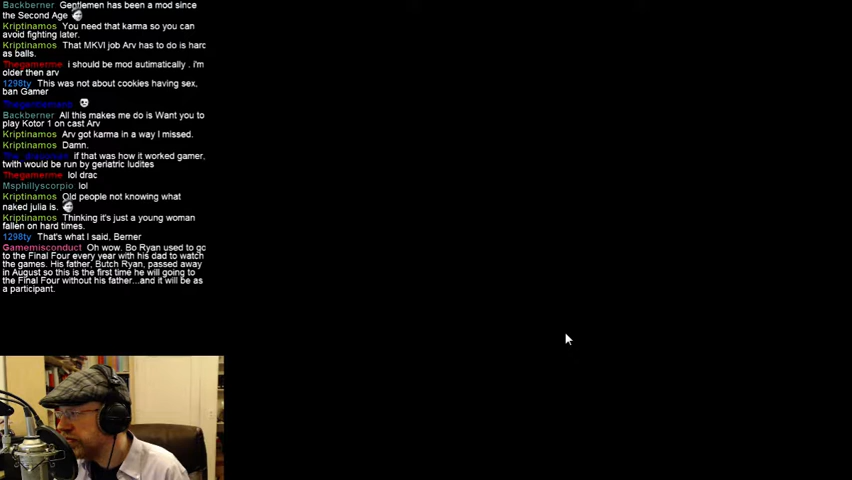 Backberner Gentlemen has been a mod since
the Second Age
Kriptinamos You need that karma so you can
avoid fighting later.
Kriptinamos That MKVI job Arv has to do is hard
as balls.
Thegamerme i should be mod autimatically . i'm
older then arv
1298ty This was not about cookies having sex,
ban Gamer
Backberner All this makes me do is Want you to
play Kotor 1 on cast Arv
Kriptinamos Arv got karma in a way I missed.
Kriptinamos Damn.
if that was how it worked gamer,
twith would be run by geriatric ludites
Thegamerme lol drac
Msphillyscorpio lol
Kriptinamos Old people not knowing what
naked julia is.
Kriptinamos Thinking it's just a young woman
fallen on hard times.
1298ty That's what I said, Berner
Gamemisconduct Oh wow. Bo Ryan used to go
to the Final Four every year with his dad to watch
the games. His father, Butch Ryan, passed away
in August so this is the first time he will going to
the Final Four without his father...and it will be as
a participant.